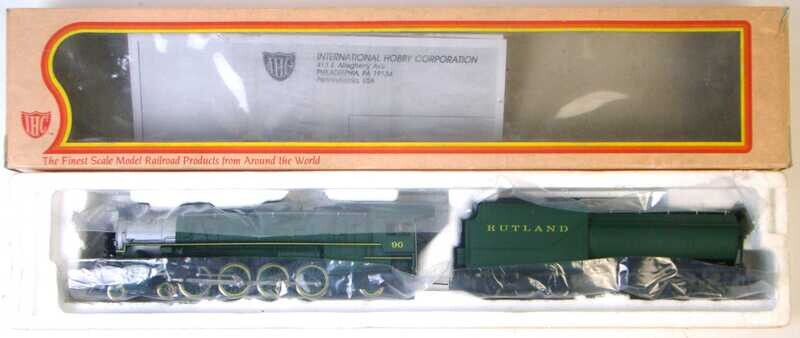 IHC
INTERNATIONAL HOBBY CORPORATION
413 E. Allegheny Ave
PHILADELPHIA, PA 19134
Pennsylvania, USA
IHC
The Finest Scale Model Railroad Products from Around the World
90
RUTLAND